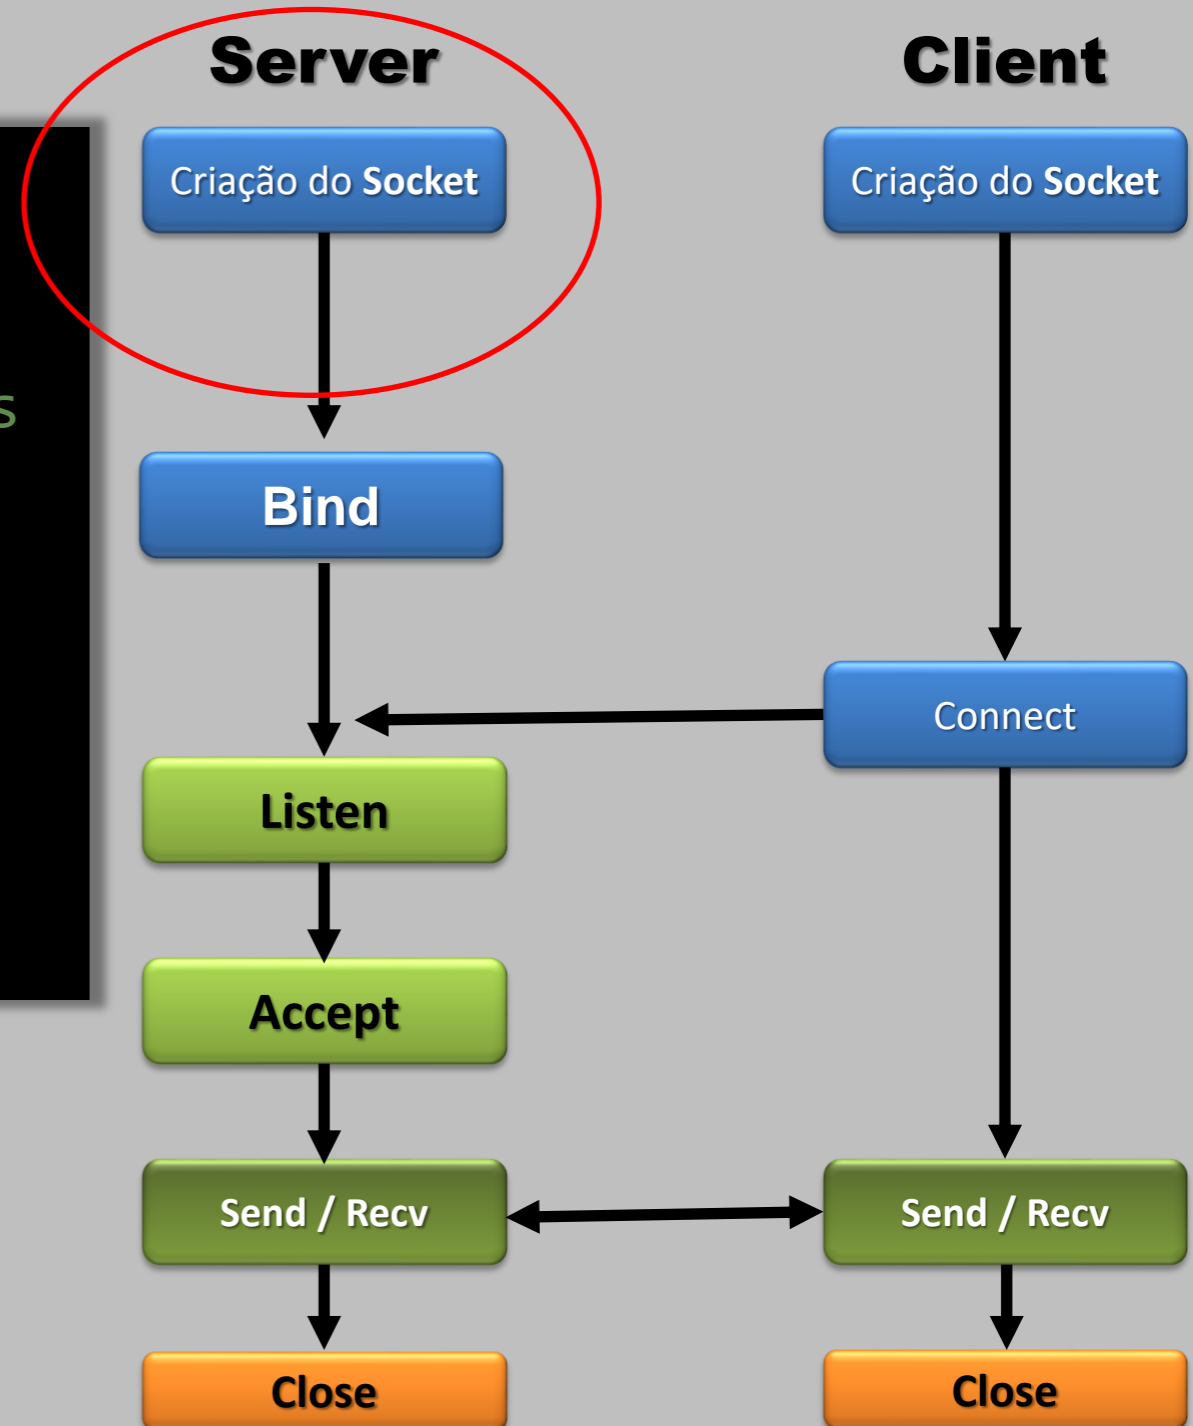 Server
Client
Criação do Socket
Criação do Socket
s
Bind
Connect
Listen
Accept
Send / Recv
Send / Recv
Close
Close